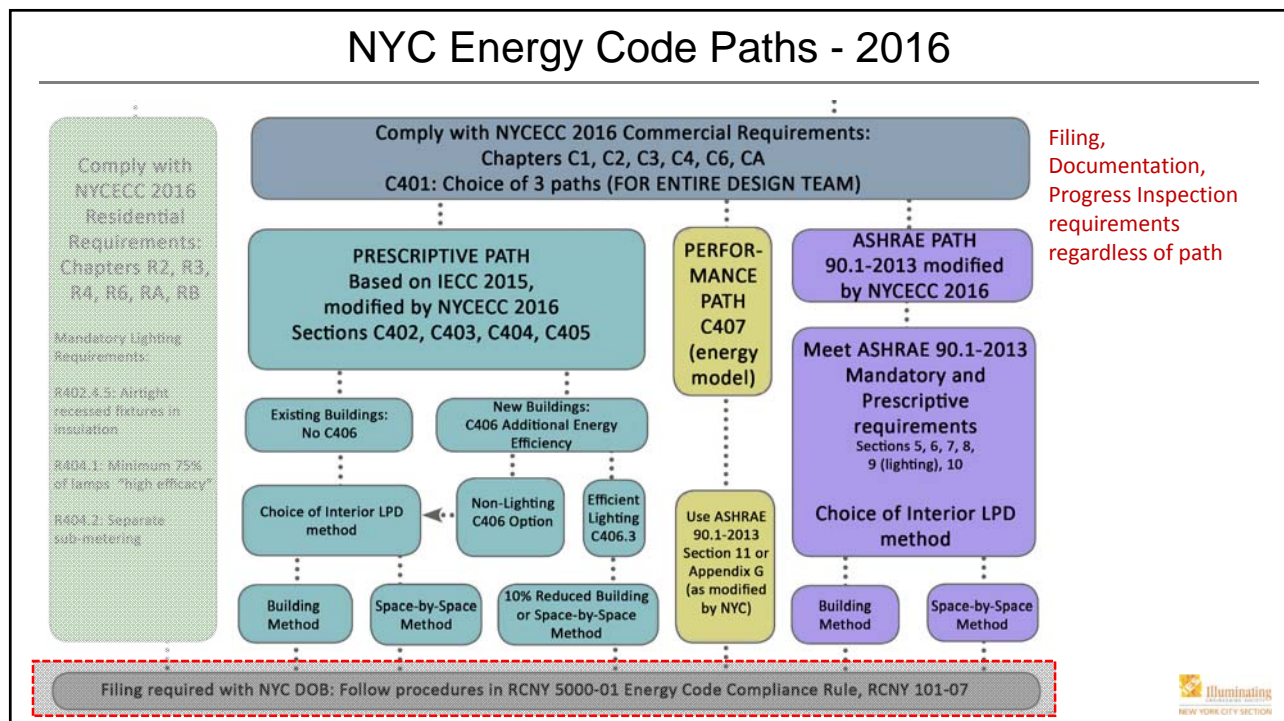 NYC Energy Code Paths - 2016
Comply with
NYCECC 2016
Residential
Requirements:
Chapters R2, R3,
R4, R6, RA, RB
Mandatory Lighting
Requirements:
R402.4.5: Airtight
recessed fixtures in
insulation
R404.1: Minimum 75%
of lamps "high efficacy"
R404.2: Separate
sub-metering
Comply with NYCECC 2016 Commercial Requirements:
Chapters C1, C2, C3, C4, C6, CA
C401: Choice of 3 paths (FOR ENTIRE DESIGN TEAM)
Filing,
Documentation,
Progress Inspection
requirements
regardless of path
PRESCRIPTIVE PATH
Based on IECC 2015,
modified by NYCECC 2016
Sections C402, C403, C404, C405
Existing Buildings:
No C406
New Buildings:
C406 Additional Energy
Efficiency
Choice of Interior LPD
method
Non-Lighting
C406 Option
Efficient
Lighting
C406.3
Building
Method
Space-by-Space
Method
10% Reduced Building
or Space-by-Space
Method
PERFOR-
MANCE
PATH
C407
(energy
model)
Use ASHRAE
90.1-2013
Section 11 or
Appendix G
(as modified
by NYC)
ASHRAE PATH
90.1-2013 modified
by NYCECC 2016
Meet ASHRAE 90.1-2013
Mandatory and
Prescriptive
requirements
Sections 5, 6, 7, 8,
9 (lighting), 10
Choice of Interior LPD
method
Building
Method
Space-by-Space
Method
Filing required with NYC DOB: Follow procedures in RCNY 5000-01 Energy Code Compliance Rule, RCNY 101-07
Illuminating
ENGINEERING SOCIETY
NEW YORK CITY SECTION